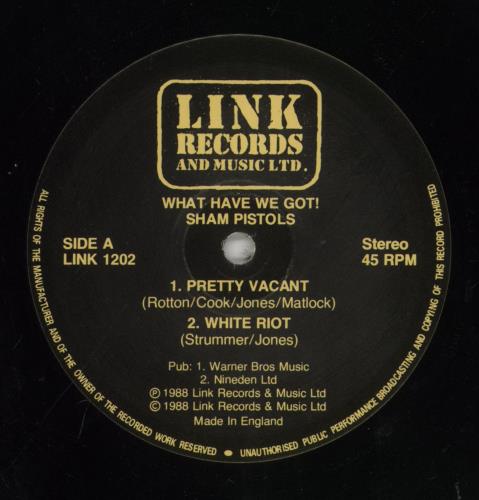 LINK
RECORDS
AND MUSIC LTD.
WHAT HAVE WE GOT!
SHAM PISTOLS
SIDE A
LINK 1202
Stereo
45 RPM
1. PRETTY VACANT
(Rotton/Cook/Jones/Matlock)
2. WHITE RIOT
(Strummer/Jones)
Pub: 1. Warner Bros Music
2. Nineden Ltd
Ⓟ 1988 Link Records & Music Ltd
© 1988 Link Records & Music Ltd
Made In England
ALL RIGHTS OF THE MANUFACTURER AND OF THE OWNER OF THE RECORDED WORK RESERVED • UNAUTHORISED PUBLIC PERFORMANCE BROADCASTING AND COPYING OF THIS RECORD PROHIBITED